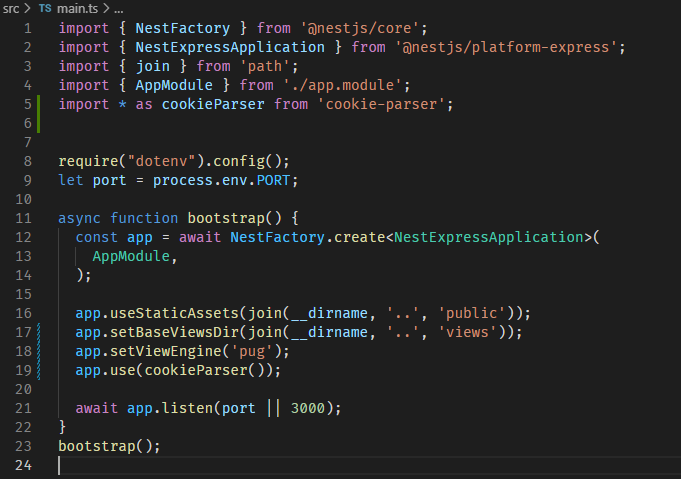 src > TS main.ts > ...
1 import { NestFactory } from '@nestjs/core';
2 import { NestExpressApplication } from '@nestjs/platform-express';
3 import { join } from 'path';
4 import { AppModule } from './app.module';
5 import * as cookieParser from 'cookie-parser';
6
7
8 require("dotenv").config();
9 let port = process.env.PORT;
10
11 async function bootstrap() {
12   const app = await NestFactory.create<NestExpressApplication>(
13     AppModule,
14   );
15
16   app.useStaticAssets(join(__dirname, '..', 'public'));
17   app.setBaseViewsDir(join(__dirname, '..', 'views'));
18   app.setViewEngine('pug');
19   app.use(cookieParser());
20
21   await app.listen(port || 3000);
22 }
23 bootstrap();
24